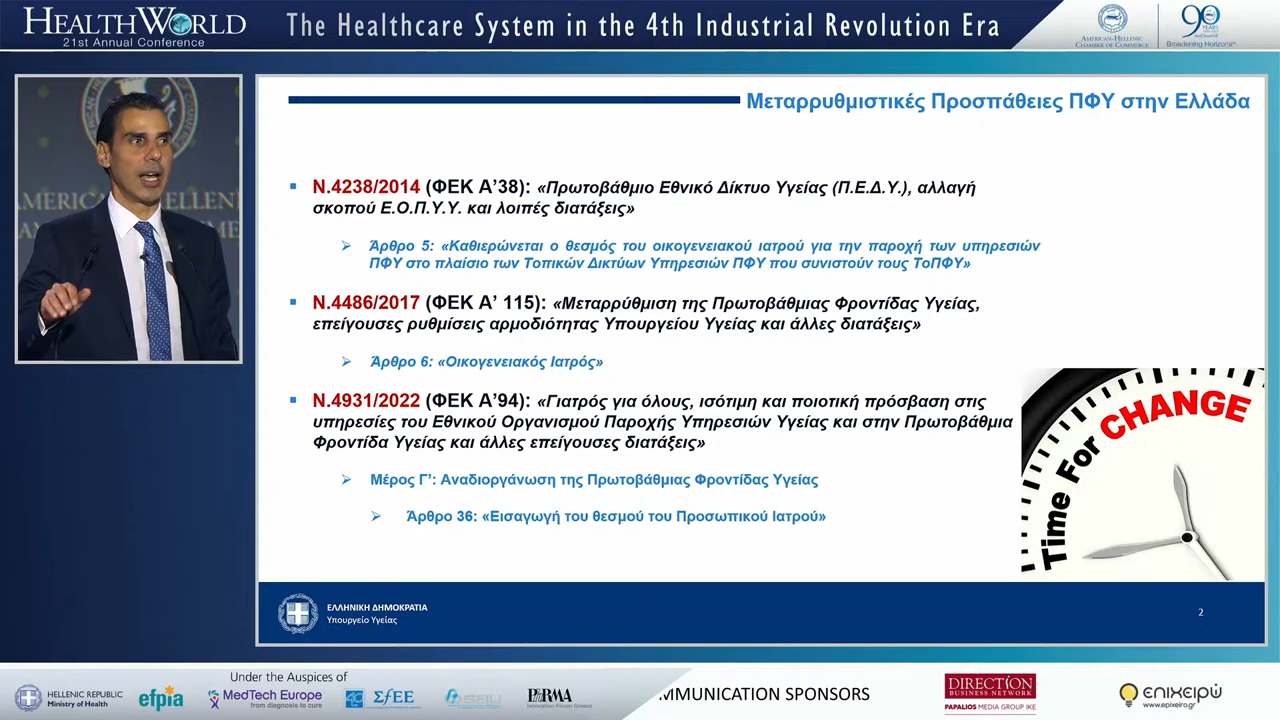 HEALTHWORLD
21st Annual Conference
The Healthcare System in the 4th Industrial Revolution Era
AMERICAN-HELLENIC
CHAMBER OF COMMERCE
90
YEARS
Broadening Horizons
AMERI
ELLENI
Μεταρρυθμιστικές Προσπάθειες ΠΦΥ στην Ελλάδα
▪ Ν.4238/2014 (ΦΕΚ Α’38): «Πρωτοβάθμιο Εθνικό Δίκτυο Υγείας (Π.Ε.Δ.Υ.), αλλαγή
σκοπού Ε.Ο.Π.Υ.Υ. και λοιπές διατάξεις»
➢ Άρθρο 5: «Καθιερώνεται ο θεσμός του οικογενειακού ιατρού για την παροχή των υπηρεσιών
ΠΦΥ στο πλαίσιο των Τοπικών Δικτύων Υπηρεσιών ΠΦΥ που συνιστούν τους ΤοΠΦΥ»
▪ Ν.4486/2017 (ΦΕΚ Α’ 115): «Μεταρρύθμιση της Πρωτοβάθμιας Φροντίδας Υγείας,
επείγουσες ρυθμίσεις αρμοδιότητας Υπουργείου Υγείας και άλλες διατάξεις»
➢ Άρθρο 6: «Οικογενειακός Ιατρός»
▪ Ν.4931/2022 (ΦΕΚ Α’94): «Γιατρός για όλους, ισότιμη και ποιοτική πρόσβαση στις
υπηρεσίες του Εθνικού Οργανισμού Παροχής Υπηρεσιών Υγείας και στην Πρωτοβάθμια
Φροντίδα Υγείας και άλλες επείγουσες διατάξεις»
➢ Μέρος Γ’: Αναδιοργάνωση της Πρωτοβάθμιας Φροντίδας Υγείας
➢ Άρθρο 36: «Εισαγωγή του θεσμού του Προσωπικού Ιατρού»
Time For CHANGE
ΕΛΛΗΝΙΚΗ ΔΗΜΟΚΡΑΤΙΑ
Υπουργείο Υγείας
2
Under the Auspices of
HELLENIC REPUBLIC
Ministry of Health
efpia
MedTech Europe
from diagnosis to cure
ΣfΕΕ
PhARMA
Innovation Forum Greece
MMUNICATION SPONSORS
DIRECTION
BUSINESS NETWORK
PAPALIOS MEDIA GROUP IKE
επιχειρώ
www.epixeiro.gr